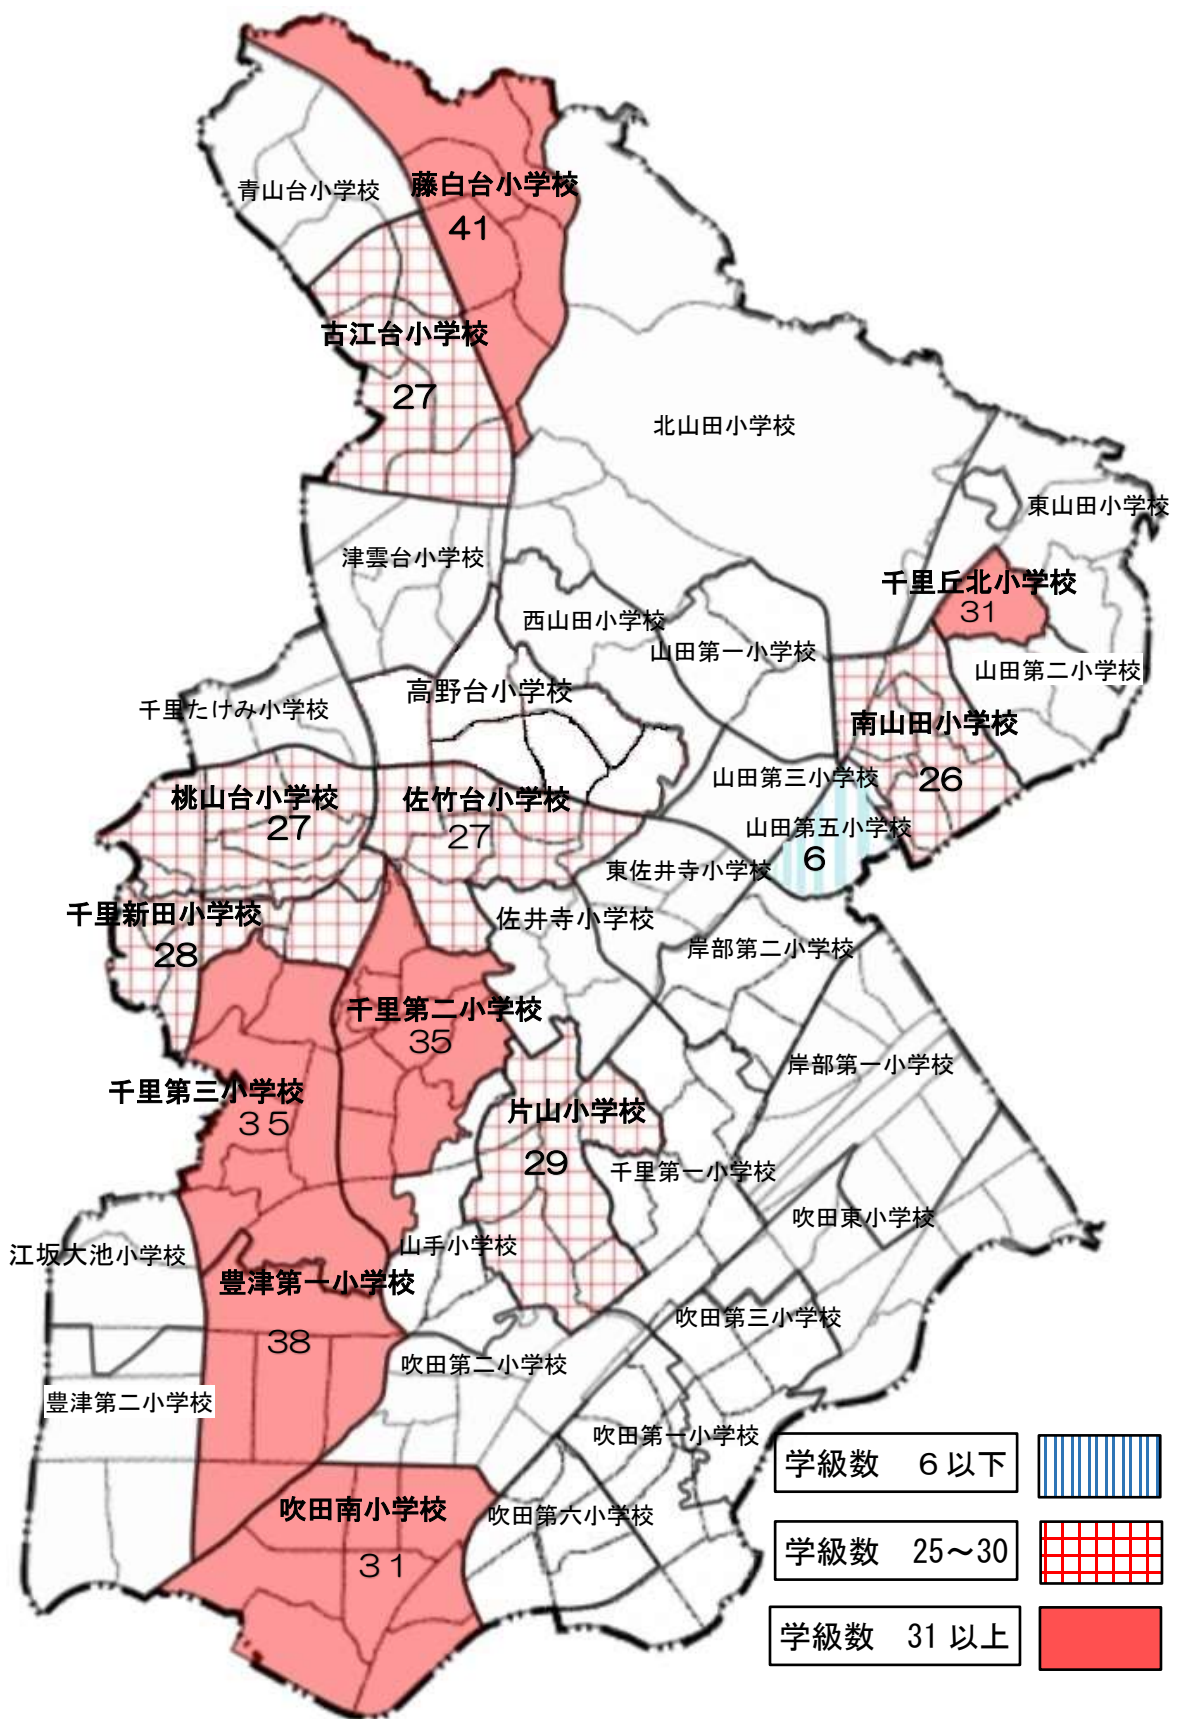 青山台小学校
藤白台小学校
41
古江台小学校
27
北山田小学校
東山田小学校
津雲台小学校
千里丘北小学校
31
西山田小学校
山田第一小学校
山田第二小学校
高野台小学校
千里たけみ小学校
南山田小学校
26
山田第三小学校
桃山台小学校
27
佐竹台小学校
27
山田第五小学校
6
東佐井寺小学校
千里新田小学校
28
佐井寺小学校
岸部第二小学校
千里第二小学校
35
岸部第一小学校
千里第三小学校
35
片山小学校
29
千里第一小学校
吹田東小学校
江坂大池小学校
山手小学校
豊津第一小学校
38
吹田第三小学校
吹田第二小学校
豊津第二小学校
吹田第一小学校
吹田南小学校
31
吹田第六小学校
学級数 6以下
学級数 25～30
学級数 31以上